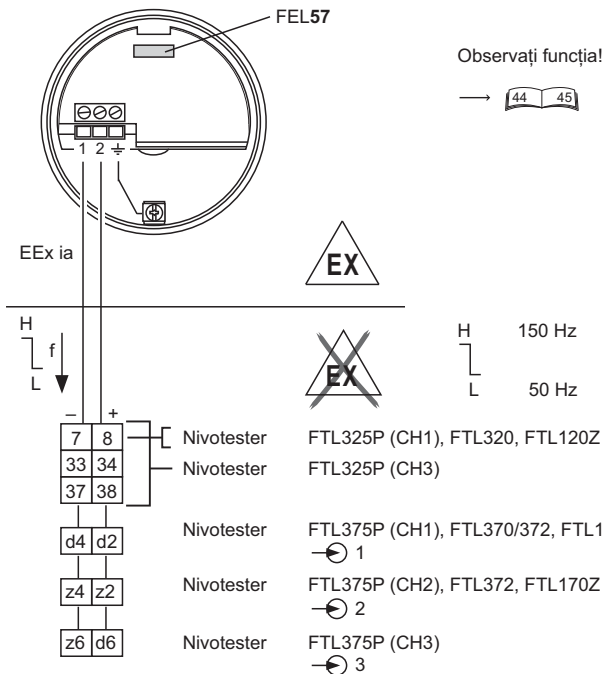 FEL57
Observați funcția!
44 45
1 2
EEx ia
EX
H
f
L
EX
H 150 Hz
L 50 Hz
– +
7 8 Nivotester FTL325P (CH1), FTL320, FTL120Z
33 34 Nivotester FTL325P (CH3)
37 38
d4 d2 Nivotester FTL375P (CH1), FTL370/372, FTL1
1
z4 z2 Nivotester FTL375P (CH2), FTL372, FTL170Z
2
z6 d6 Nivotester FTL375P (CH3)
3